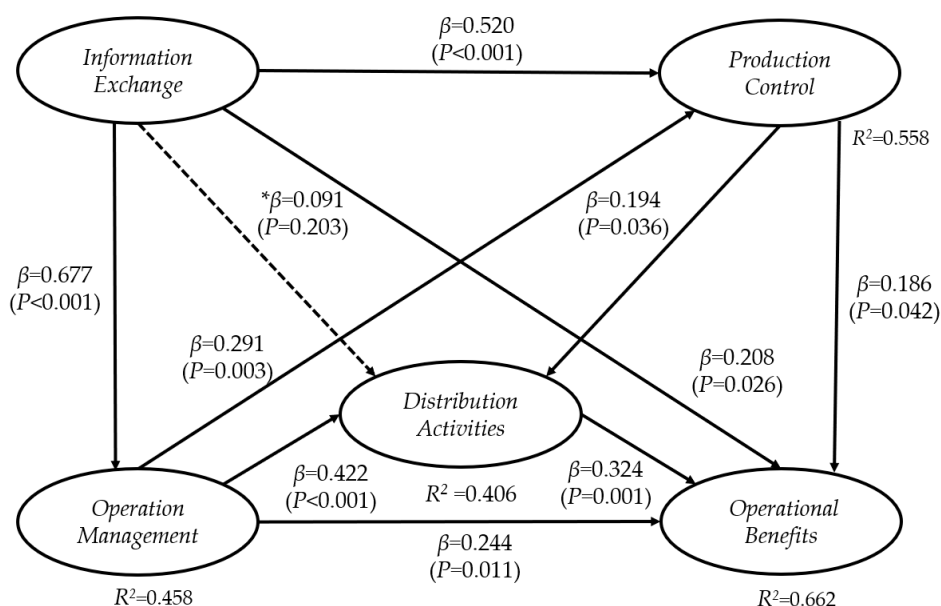 β=0.520
(P<0.001)
Information
Exchange
Production
Control
R²=0.558
*β=0.091
(P=0.203)
β=0.194
(P=0.036)
β=0.677
(P<0.001)
β=0.186
(P=0.042)
β=0.291
(P=0.003)
β=0.208
(P=0.026)
Distribution
Activities
β=0.422
(P<0.001)
R² =0.406
β=0.324
(P=0.001)
Operation
Management
Operational
Benefits
β=0.244
(P=0.011)
R²=0.458
R²=0.662